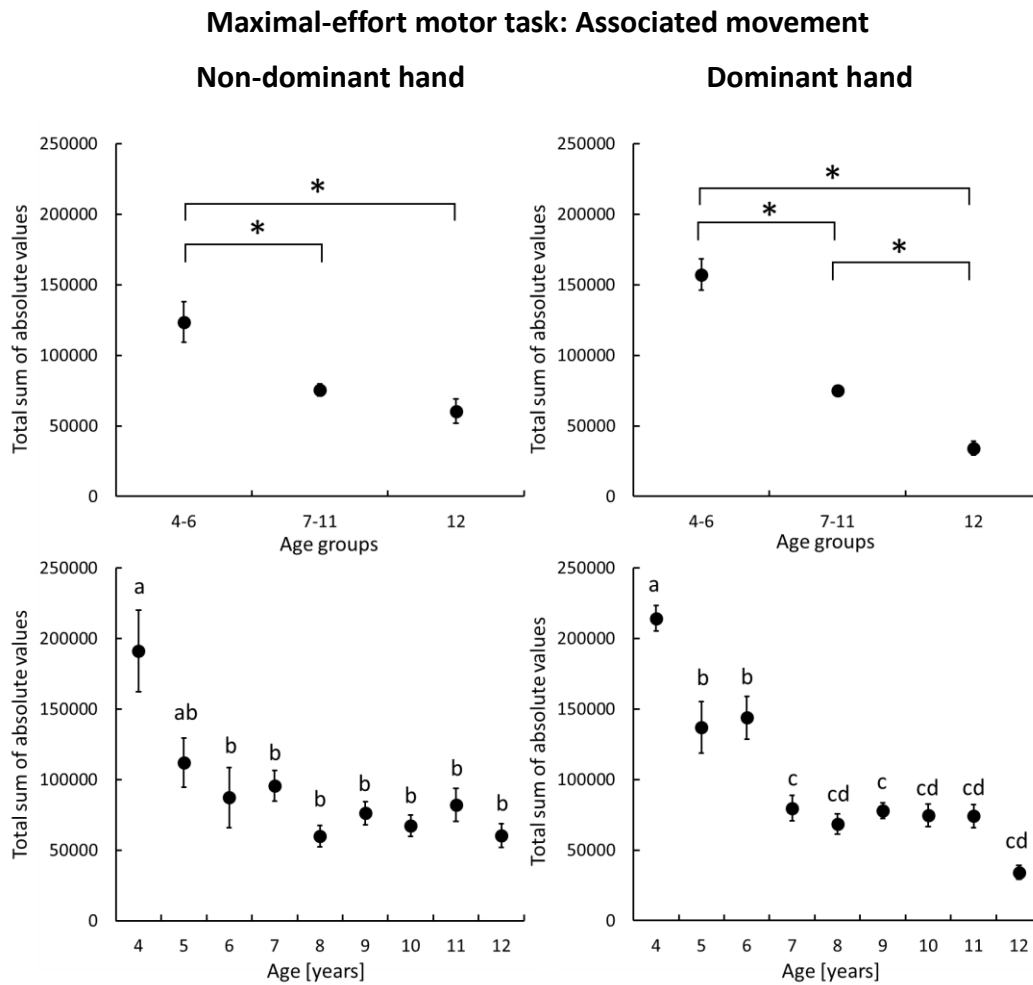 Maximal-effort motor task: Associated movement
Non-dominant hand
Dominant hand
Total sum of absolute values
250000
200000
150000
100000
50000
0
*
*
4-6 7-11 12
Age groups
Total sum of absolute values
250000
200000
150000
100000
50000
0
*
*
*
4-6 7-11 12
Age groups
Total sum of absolute values
250000
200000
150000
100000
50000
0
a ab b b b b b b b
4 5 6 7 8 9 10 11 12
Age [years]
Total sum of absolute values
250000
200000
150000
100000
50000
0
a b b c cd c cd cd cd
4 5 6 7 8 9 10 11 12
Age [years]